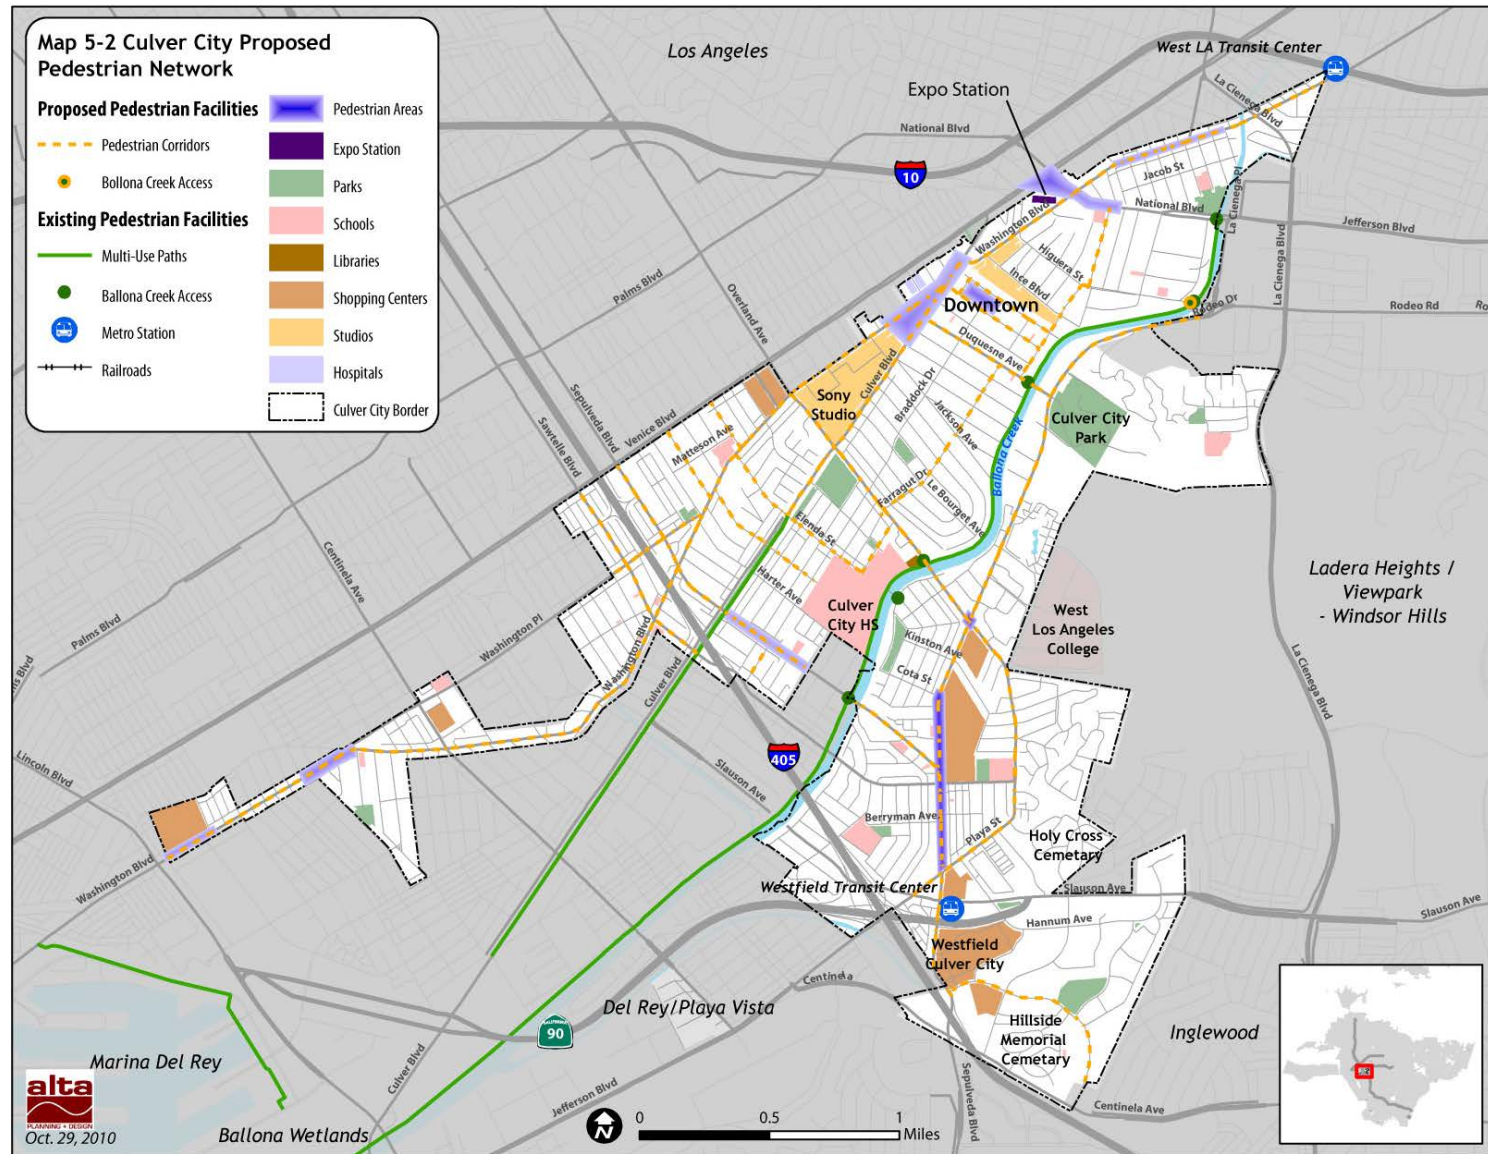 Map 5-2 Culver City Proposed
Pedestrian Network
Proposed Pedestrian Facilities
Pedestrian Corridors
Bollona Creek Access
Existing Pedestrian Facilities
Multi-Use Paths
Ballona Creek Access
Metro Station
Railroads
Pedestrian Areas
Expo Station
Parks
Schools
Libraries
Shopping Centers
Studios
Hospitals
Culver City Border
Los Angeles
West LA Transit Center
Expo Station
La Cienega Blvd
National Blvd
10
Jacob St
Washington Blvd
National Blvd
La Cienega Pl
Jefferson Blvd
Higuera St
Ince Blvd
La Cienega Blvd
Palms Blvd
Overland Ave
Downtown
Rodeo Dr
Rodeo Rd
Duquesne Ave
Culver Blvd
Braddock Dr
Sepulveda Blvd
Sawtelle Blvd
Venice Blvd
Matteson Ave
Sony
Studio
Jackson Ave
Culver City
Park
Ballona Creek
Farragut Dr
Le Bourget Ave
Elenda St
Centinela Ave
Harter Ave
Culver
City HS
West
Los Angeles
College
Ladera Heights /
Viewpark
- Windsor Hills
Palms Blvd
Washington Pl
Washington Blvd
Kinston Ave
Cota St
Culver Blvd
La Cienega Blvd
Lincoln Blvd
405
Slauson Ave
Berryman Ave
Playa St
Holy Cross
Cemetary
Washington Blvd
Westfield Transit Center
Slauson Ave
Slauson Ave
Hannum Ave
Westfield
Culver City
Centinela
Del Rey/Playa Vista
90
Hillside
Memorial
Cemetary
Inglewood
Marina Del Rey
Culver Blvd
Jefferson Blvd
Sepulveda Blvd
Centinela Ave
alta
PLANNING + DESIGN
Oct. 29, 2010
Ballona Wetlands
N
0 0.5 1
Miles